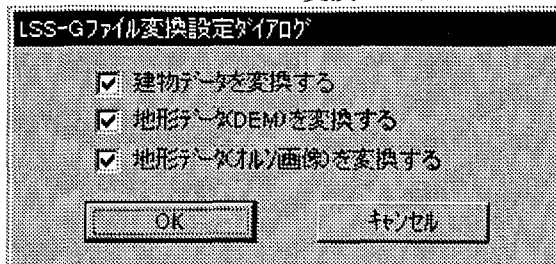 LSS-Gファイル変換設定ダイアログ
建物データを変換する
地形データ(DEM)を変換する
地形データ(オルソ画像)を変換する
OK キャンセル